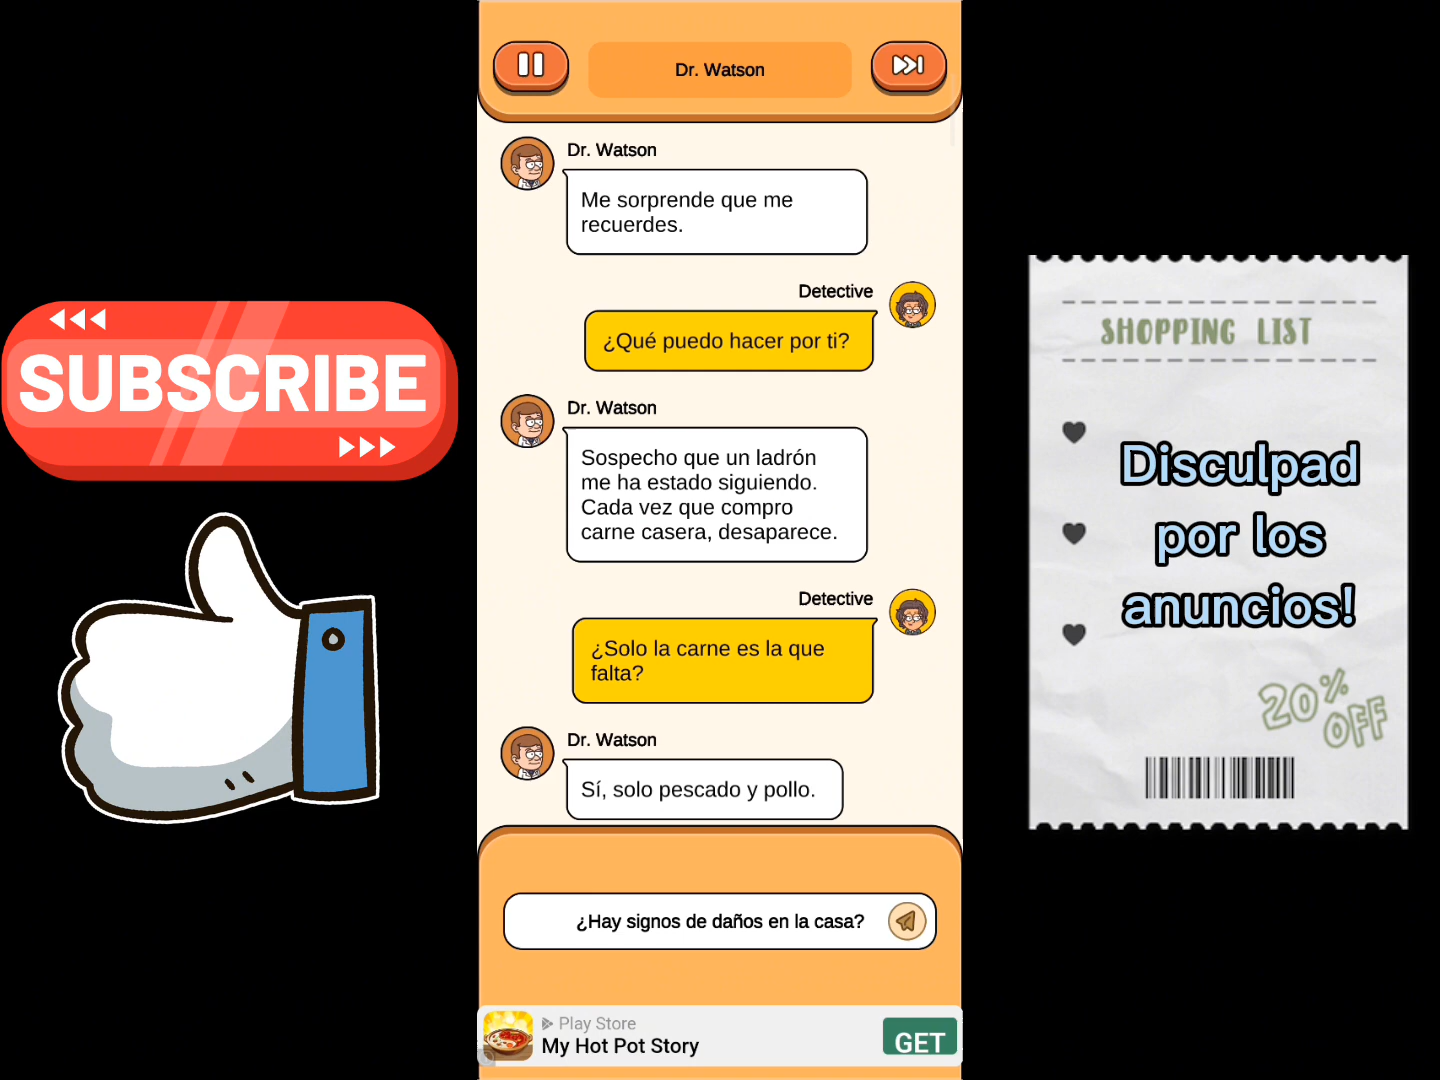 Dr. Watson
Dr. Watson
Me sorprende que me
recuerdes.
Detective
¿Qué puedo hacer por ti?
Dr. Watson
Sospecho que un ladrón
me ha estado siguiendo.
Cada vez que compro
carne casera, desaparece.
Detective
¿Solo la carne es la que
falta?
Dr. Watson
Sí, solo pescado y pollo.
¿Hay signos de daños en la casa?
Play Store
My Hot Pot Story
GET
SUBSCRIBE
SHOPPING LIST
Disculpad
por los
anuncios!
20%
OFF